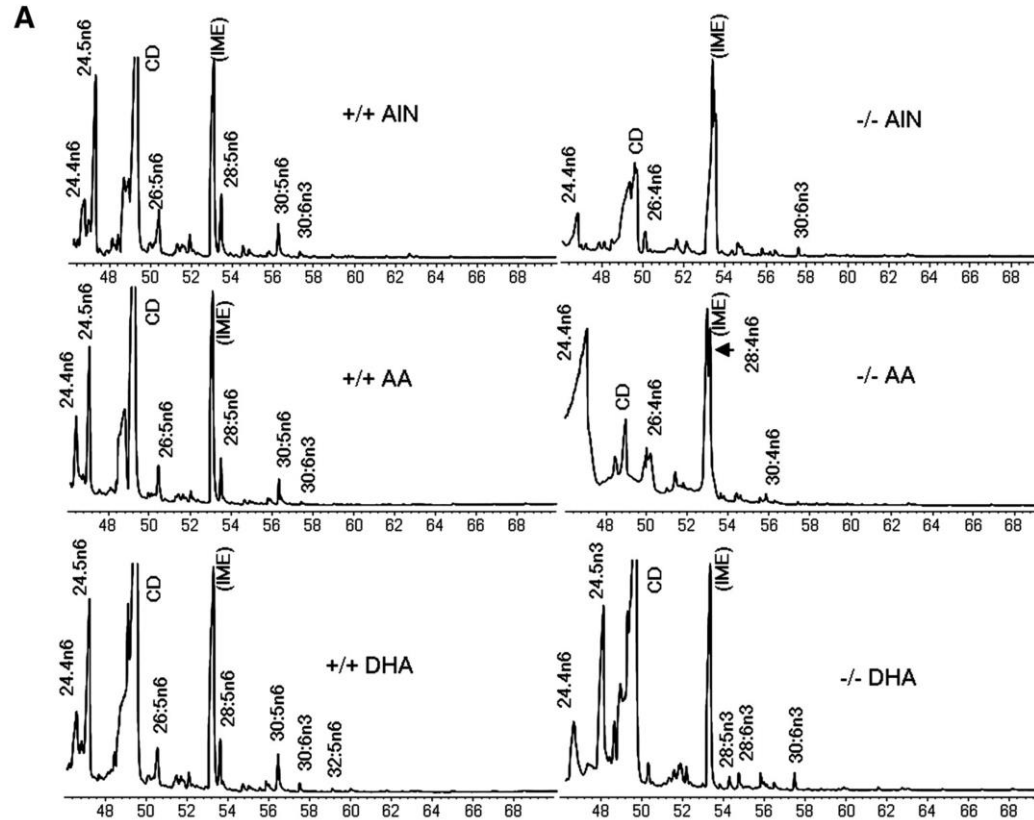 A
24.4n6
24.5n6
CD
26:5n6
(IME)
28:5n6
30:5n6
30:6n3
+/+ AIN
48 50 52 54 56 58 60 62 64 66 68
24.4n6
CD
26:4n6
(IME)
30:6n3
-/- AIN
48 50 52 54 56 58 60 62 64 66 68
24.4n6
24.5n6
CD
26:5n6
(IME)
28:5n6
30:5n6
30:6n3
+/+ AA
48 50 52 54 56 58 60 62 64 66 68
24.4n6
CD
26:4n6
(IME)
28:4n6
30:4n6
-/- AA
48 50 52 54 56 58 60 62 64 66 68
24.4n6
24.5n6
CD
26:5n6
(IME)
28:5n6
30:5n6
30:6n3
32:5n6
+/+ DHA
48 50 52 54 56 58 60 62 64 66 68
24.4n6
24.5n3
CD
(IME)
28:5n3
28:6n3
30:6n3
-/- DHA
48 50 52 54 56 58 60 62 64 66 68